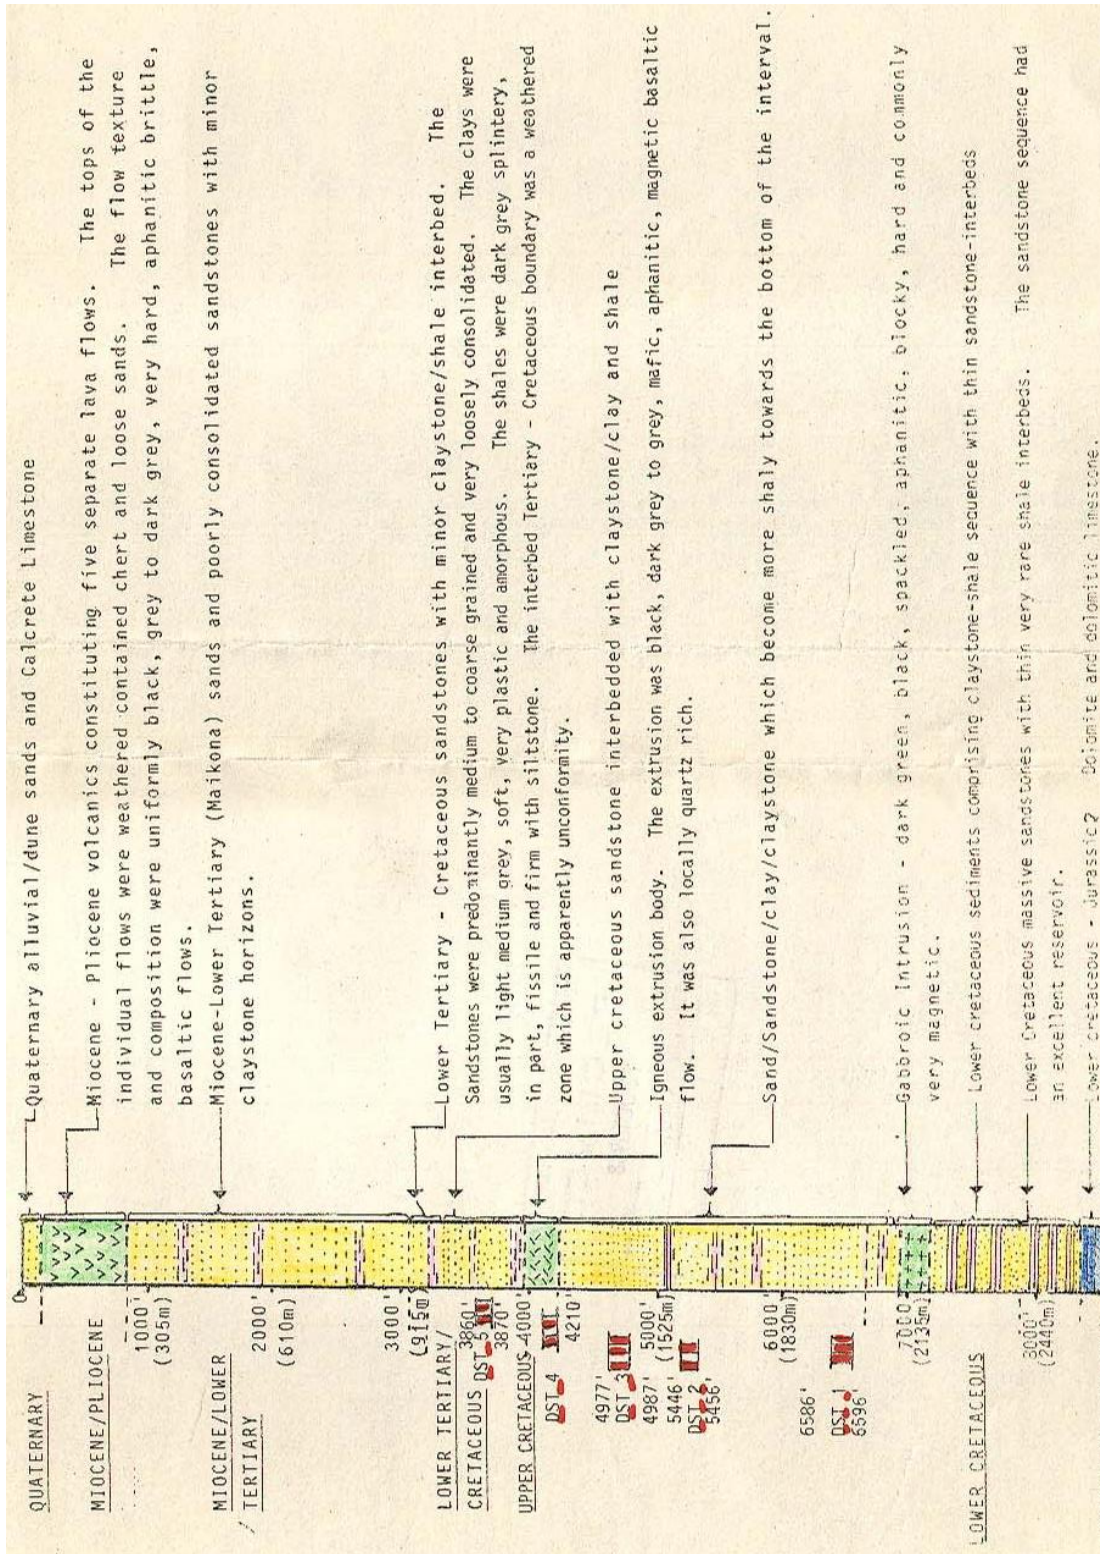 QUATERNARY
MIOCENE/PLIOCENE
MIOCENE/LOWER
TERTIARY
LOWER TERTIARY/
CRETACEOUS
UPPER CRETACEOUS
LOWER CRETACEOUS
0
1000'
(305m)
2000'
(610m)
3000'
(915m)
3860'
DST 5
3870'
4000'
DST 4
4210'
4977'
DST 3
4987'
5000'
(1525m)
5446'
DST 2
5456'
6000'
(1830m)
6586'
DST 1
6596'
7000'
(2135m)
(2440m)
Quaternary alluvial/dune sands and Calcrete Limestone
Miocene - Pliocene volcanics constituting five separate lava flows. The tops of the
individual flows were weathered contained chert and loose sands. The flow texture
and composition were uniformly black, grey to dark grey, very hard, aphanitic brittle,
basaltic flows.
Miocene-Lower Tertiary (Maikona) sands and poorly consolidated sandstones with minor
claystone horizons.
Lower Tertiary - Cretaceous sandstones with minor claystone/shale interbed. The
Sandstones were predominantly medium to coarse grained and very loosely consolidated. The clays were
usually light medium grey, soft, very plastic and amorphous. The shales were dark grey splintery,
in part, fissile and firm with siltstone. The interbed Tertiary - Cretaceous boundary was a weathered
zone which is apparently unconformity.
Upper cretaceous sandstone interbedded with claystone/clay and shale
Igneous extrusion body. The extrusion was black, dark grey to grey, mafic, aphanitic, magnetic basaltic
flow. It was also locally quartz rich.
Sand/Sandstone/clay/claystone which become more shaly towards the bottom of the interval.
Gabbroic Intrusion - dark green, black, spackled, aphanitic, blocky, hard and commonly
very magnetic.
Lower cretaceous sediments comprising claystone-shale sequence with thin sandstone-interbeds
Lower Cretaceous massive sandstones with thin very rare shale interbeds. The sandstone sequence had
an excellent reservoir.
Lower cretaceous - Jurassic? Dolomite and dolomitic limestone.